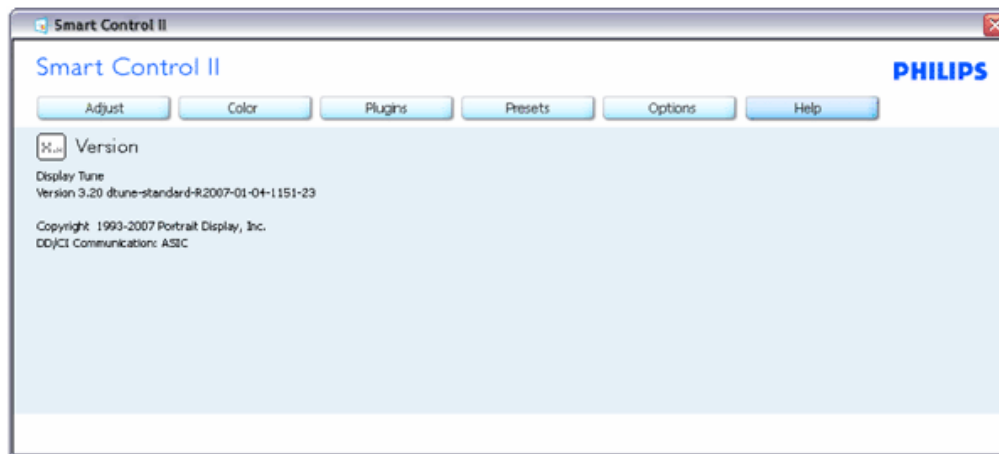 Smart Control II
Smart Control II
PHILIPS
Adjust Color Plugins Presets Options Help
Version
Display Tune
Version 3.20 dtune-standard-R2007-01-04-1151-23
Copyright 1993-2007 Portrait Display, Inc.
DD/CI Communication: ASIC